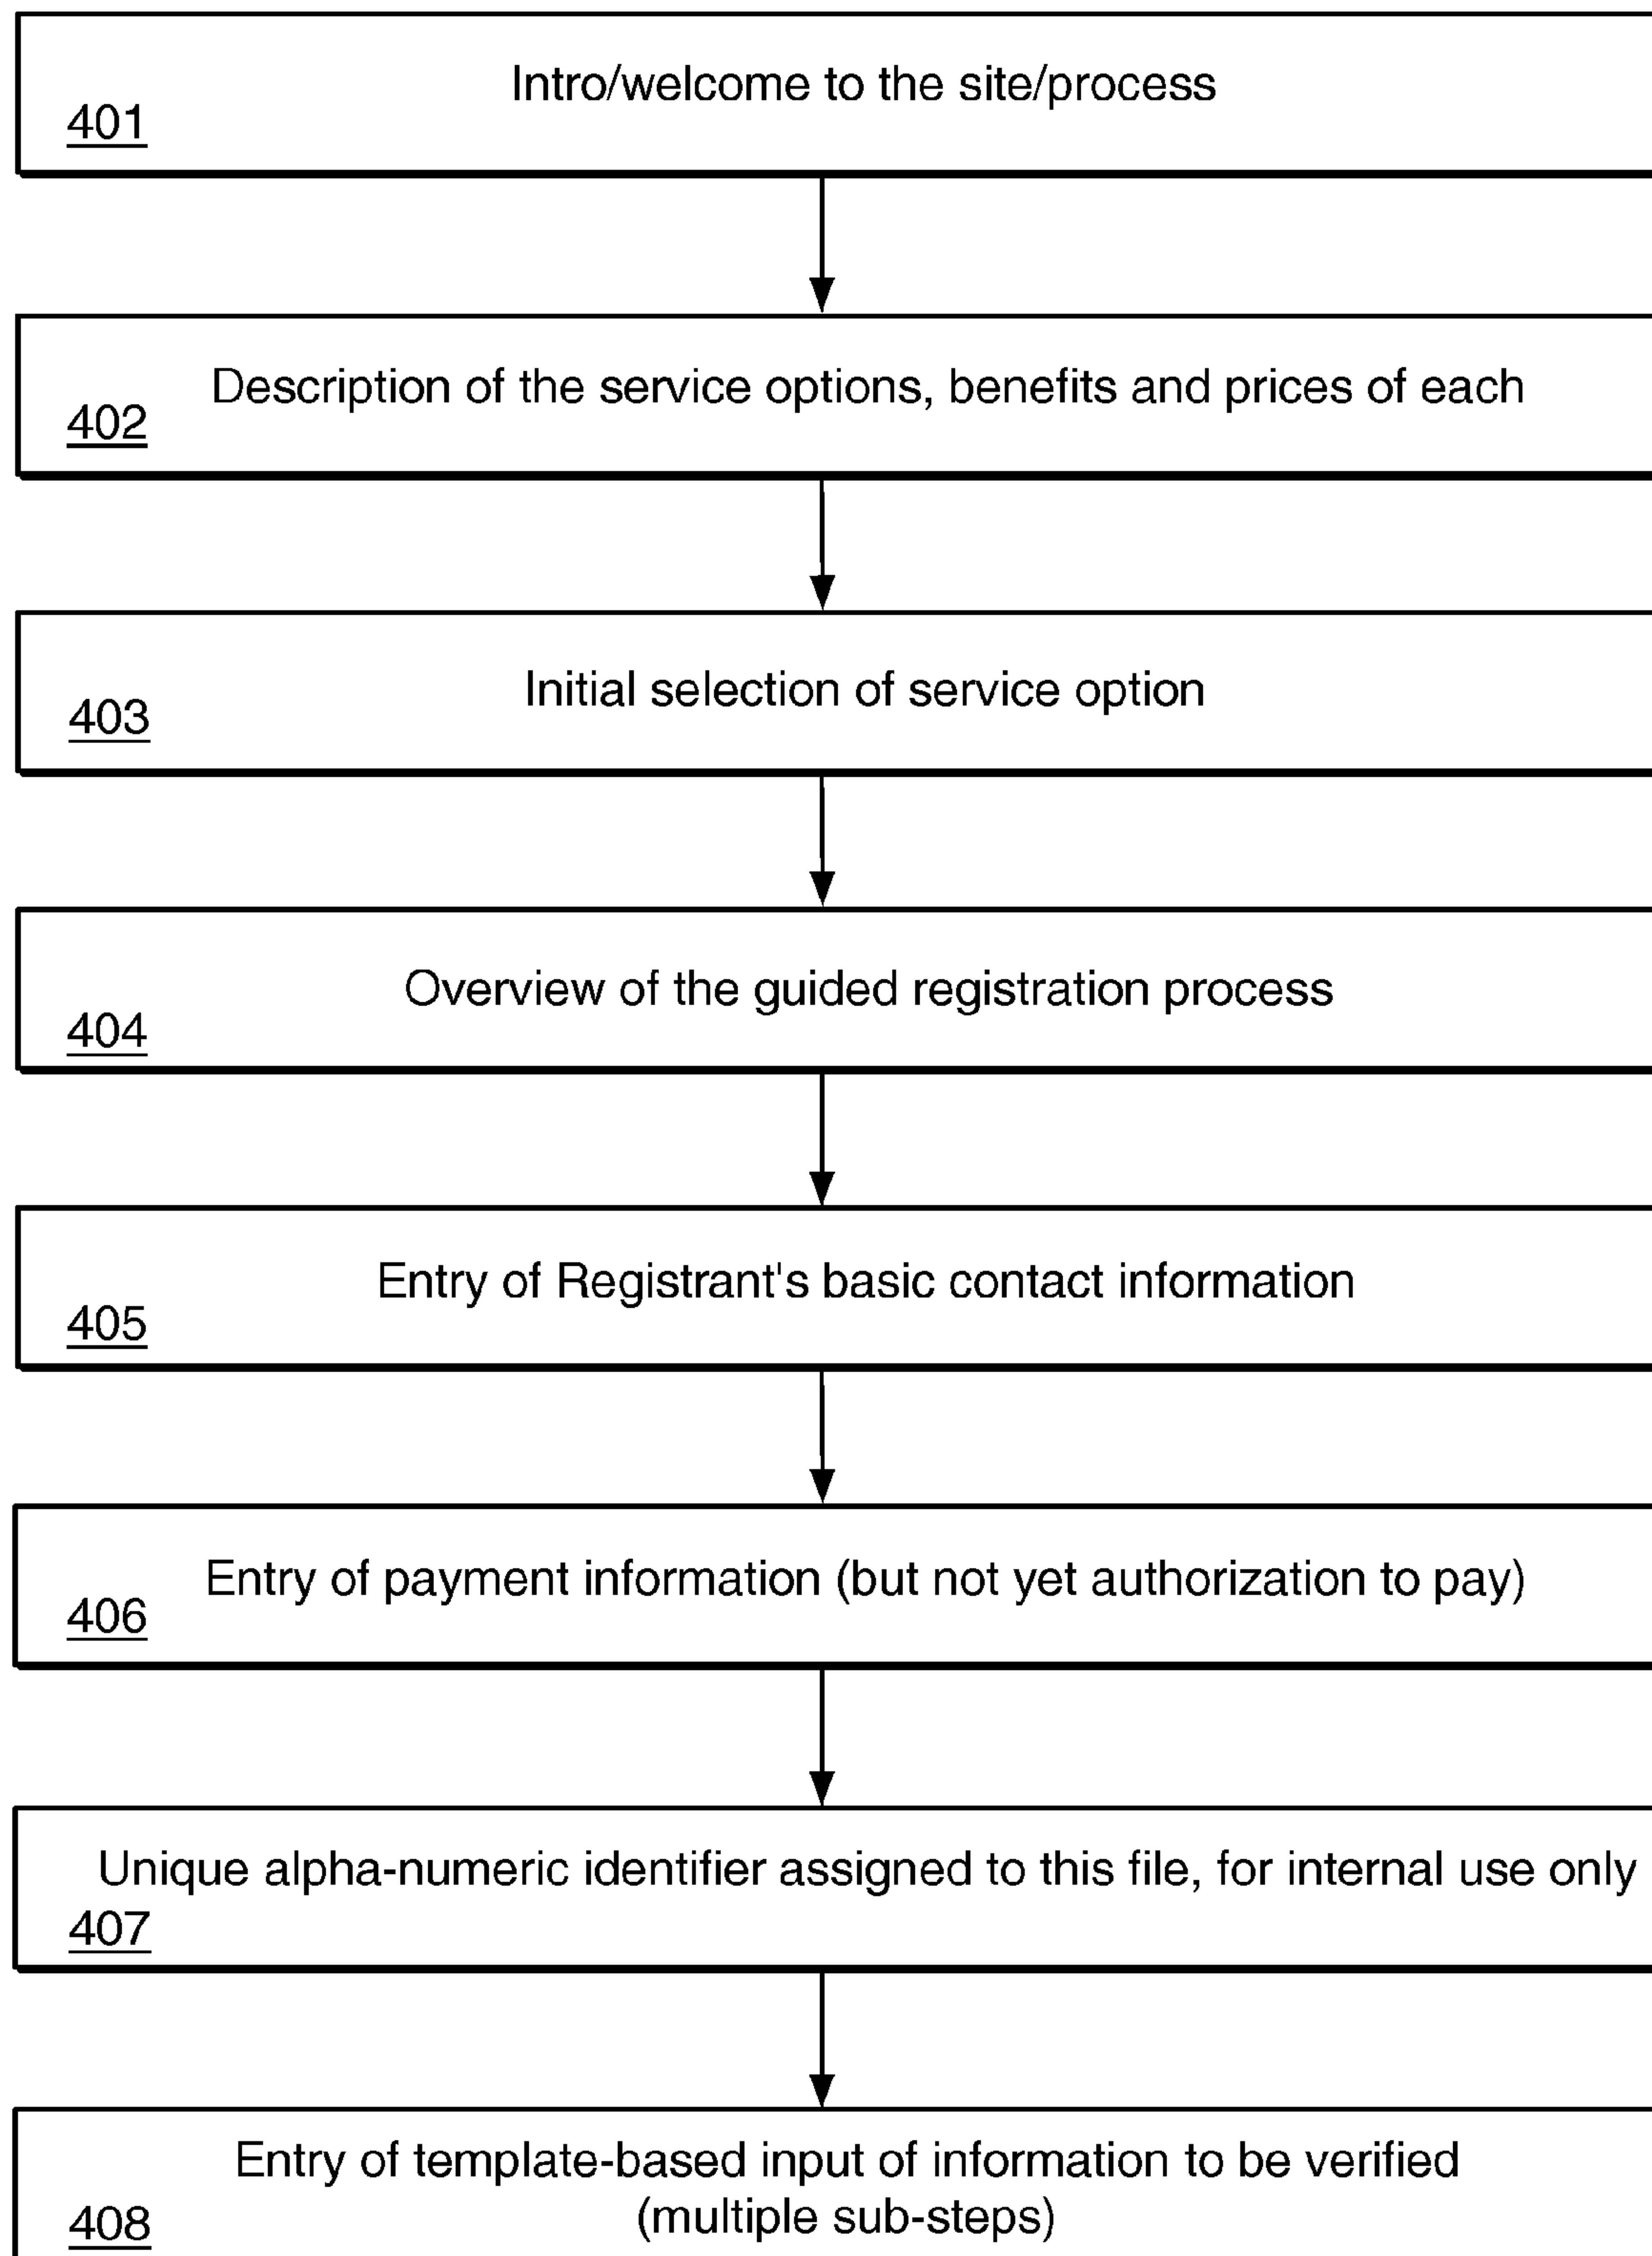 Intro/welcome to the site/process
401
Description of the service options, benefits and prices of each
402
Initial selection of service option
403
Overview of the guided registration process
404
Entry of Registrant's basic contact information
405
Entry of payment information (but not yet authorization to pay)
406
Unique alpha-numeric identifier assigned to this file, for internal use only
407
Entry of template-based input of information to be verified
(multiple sub-steps)
408